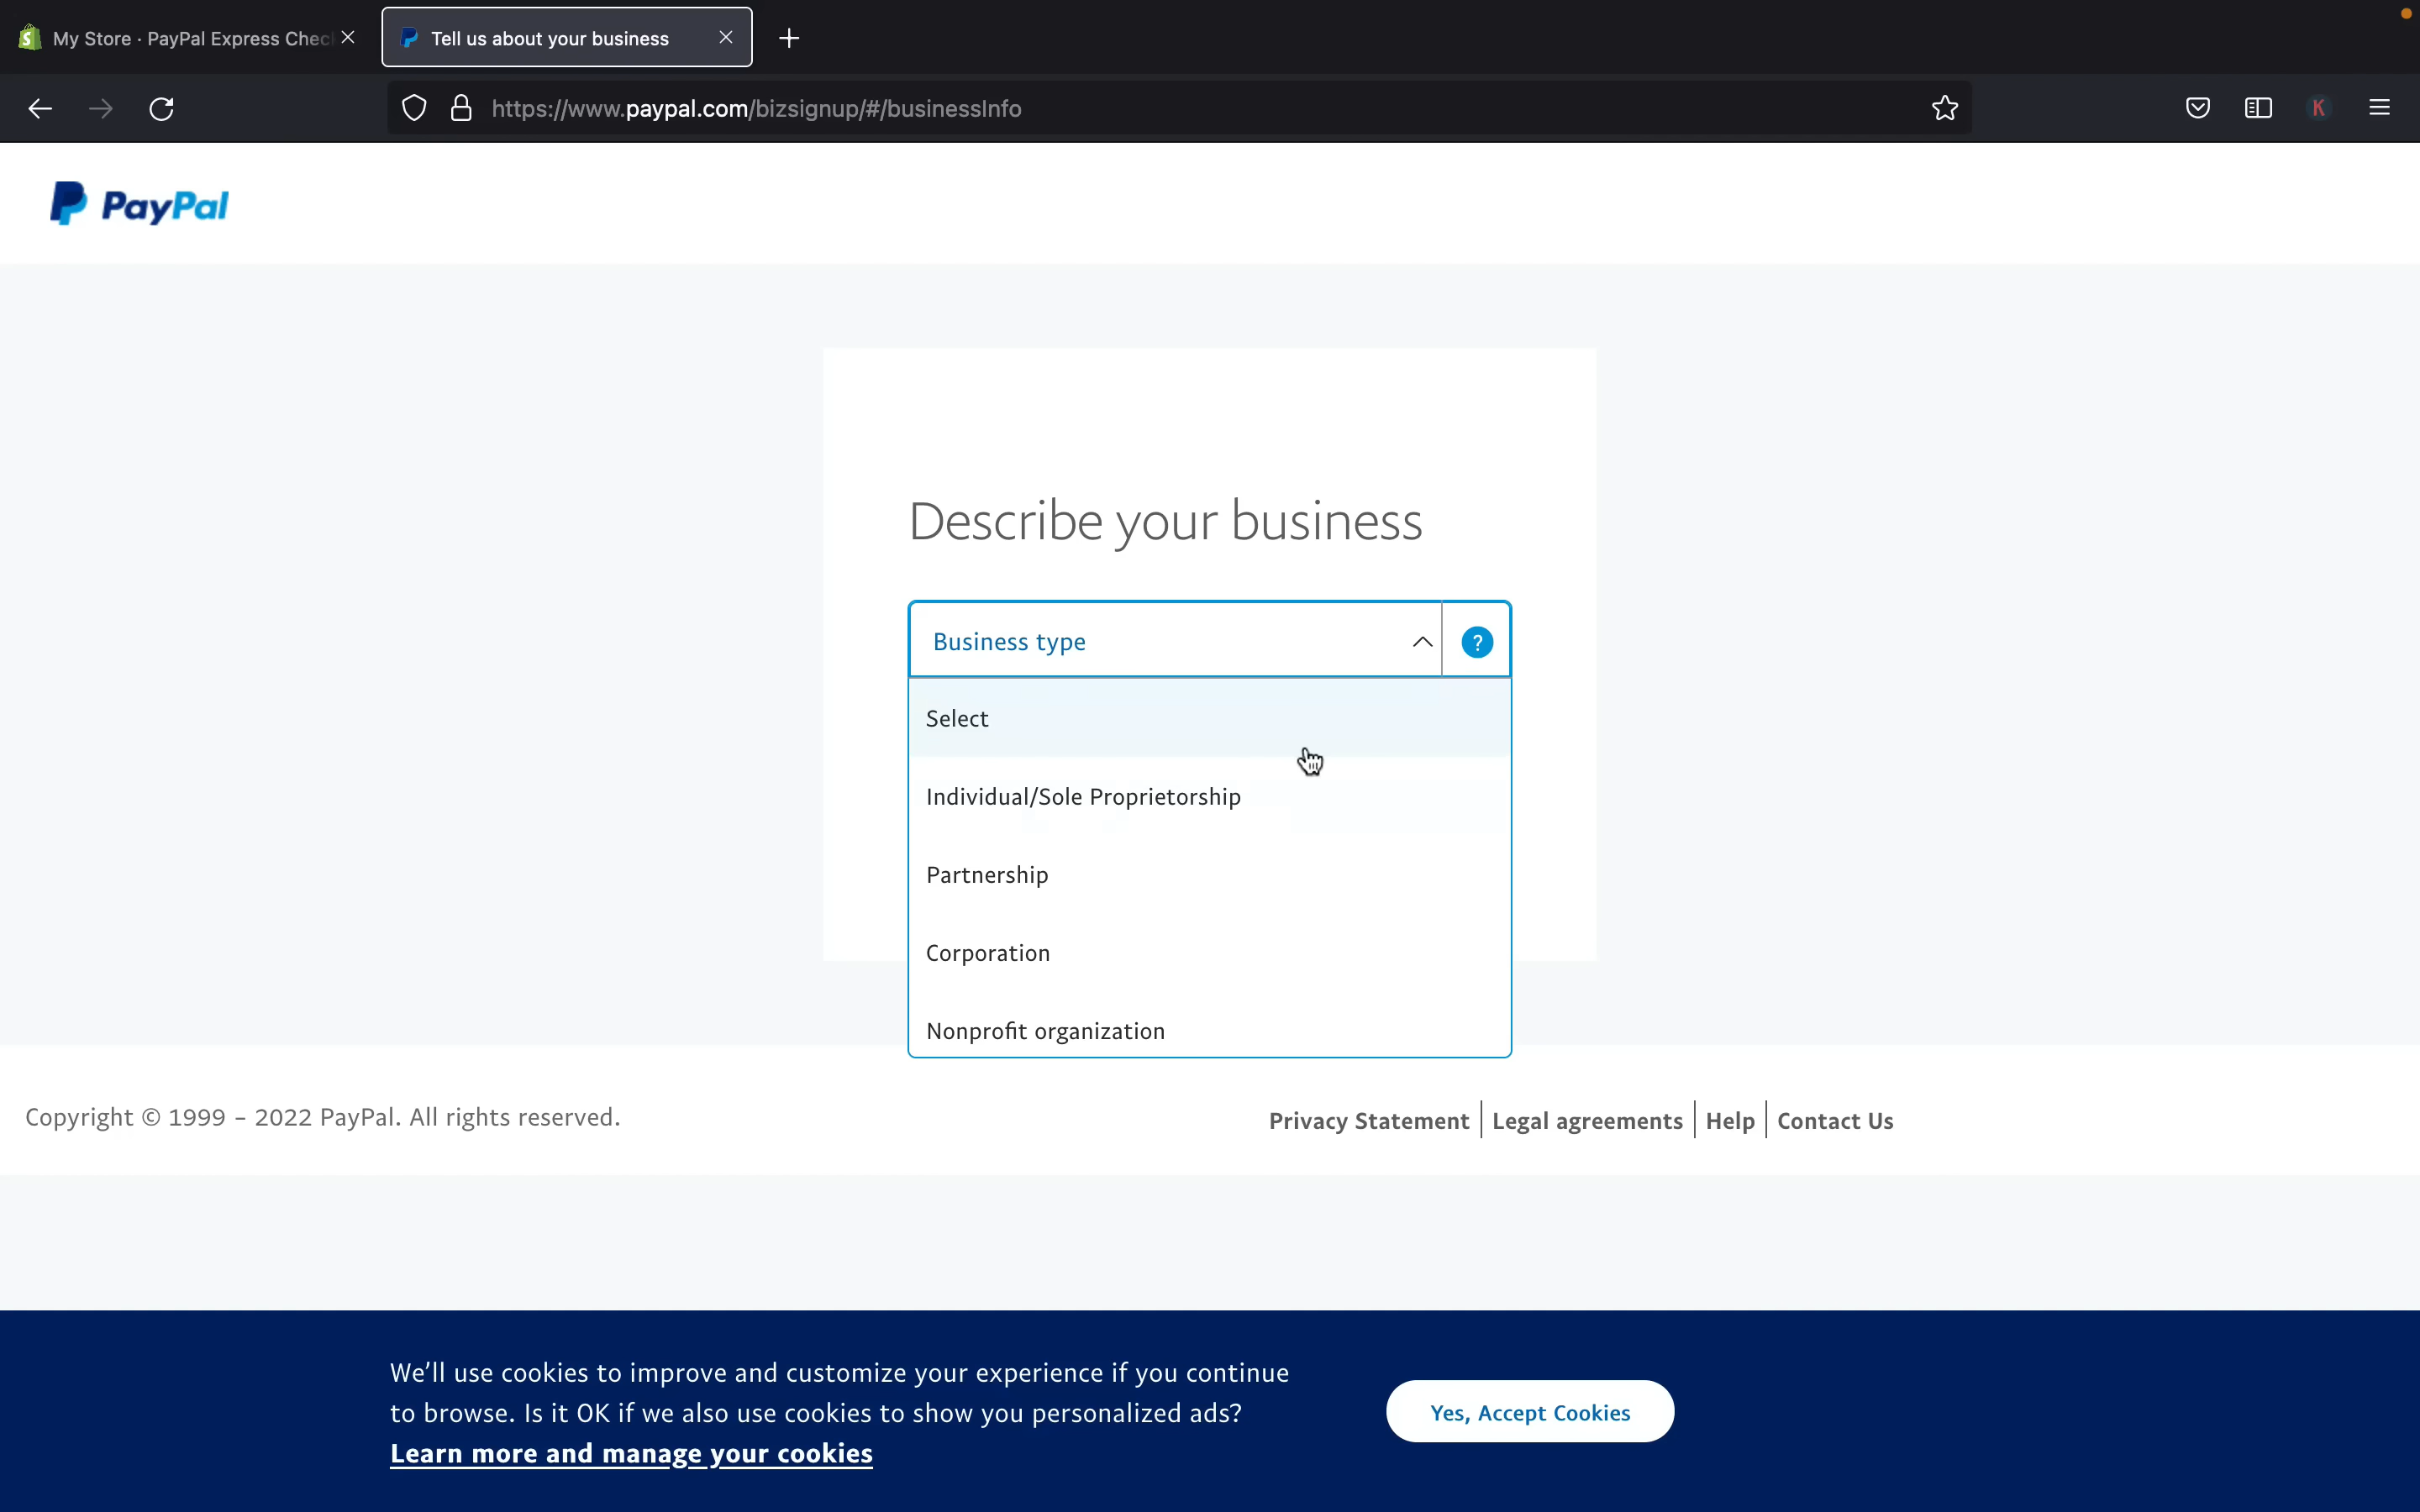 My Store · PayPal Express Chec
Tell us about your business
https://www.paypal.com/bizsignup/#/businessInfo
K
PayPal
Describe your business
Business type
?
Select
Individual/Sole Proprietorship
Partnership
Corporation
Nonprofit organization
Copyright © 1999 – 2022 PayPal. All rights reserved.
Privacy Statement
Legal agreements
Help
Contact Us
We’ll use cookies to improve and customize your experience if you continue
to browse. Is it OK if we also use cookies to show you personalized ads?
Learn more and manage your cookies
Yes, Accept Cookies